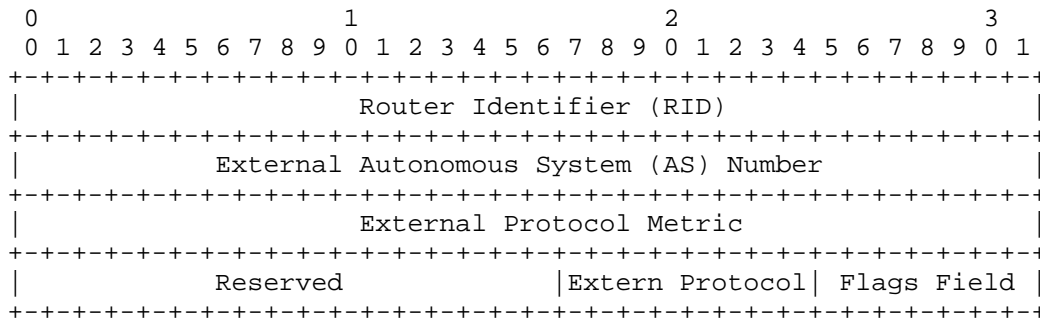 0                   1                   2                   3
 0 1 2 3 4 5 6 7 8 9 0 1 2 3 4 5 6 7 8 9 0 1 2 3 4 5 6 7 8 9 0 1
+-+-+-+-+-+-+-+-+-+-+-+-+-+-+-+-+-+-+-+-+-+-+-+-+-+-+-+-+-+-+-+-+
|                     Router Identifier (RID)                   |
+-+-+-+-+-+-+-+-+-+-+-+-+-+-+-+-+-+-+-+-+-+-+-+-+-+-+-+-+-+-+-+-+
|            External Autonomous System (AS) Number             |
+-+-+-+-+-+-+-+-+-+-+-+-+-+-+-+-+-+-+-+-+-+-+-+-+-+-+-+-+-+-+-+-+
|                     External Protocol Metric                  |
+-+-+-+-+-+-+-+-+-+-+-+-+-+-+-+-+-+-+-+-+-+-+-+-+-+-+-+-+-+-+-+-+
|            Reserved             |Extern Protocol| Flags Field |
+-+-+-+-+-+-+-+-+-+-+-+-+-+-+-+-+-+-+-+-+-+-+-+-+-+-+-+-+-+-+-+-+